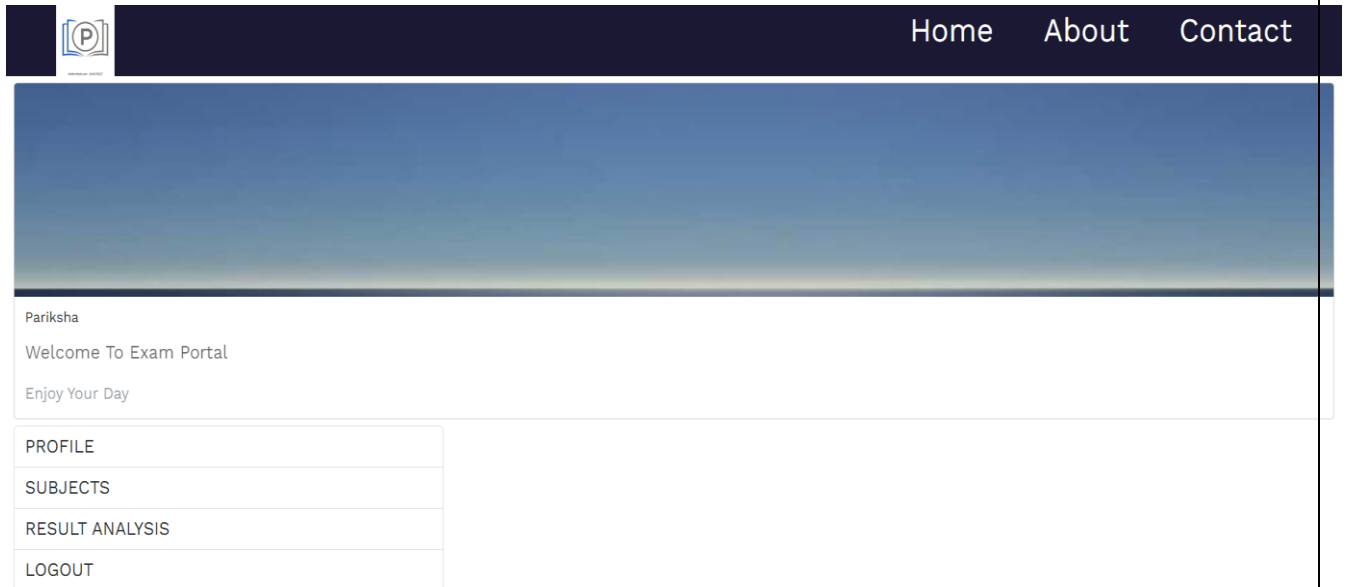 P
Home About Contact
Pariksha
Welcome To Exam Portal
Enjoy Your Day
PROFILE
SUBJECTS
RESULT ANALYSIS
LOGOUT